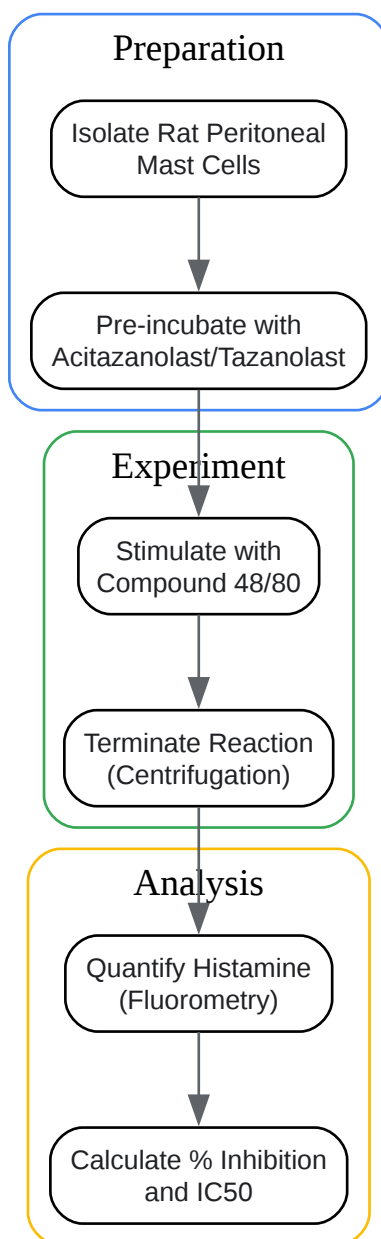 Preparation
Isolate Rat Peritoneal
Mast Cells
Pre-incubate with
Acitazanolast/Tazanolast
Experiment
Stimulate with
Compound 48/80
Terminate Reaction
(Centrifugation)
Analysis
Quantify Histamine
(Fluorometry)
Calculate % Inhibition
and IC50